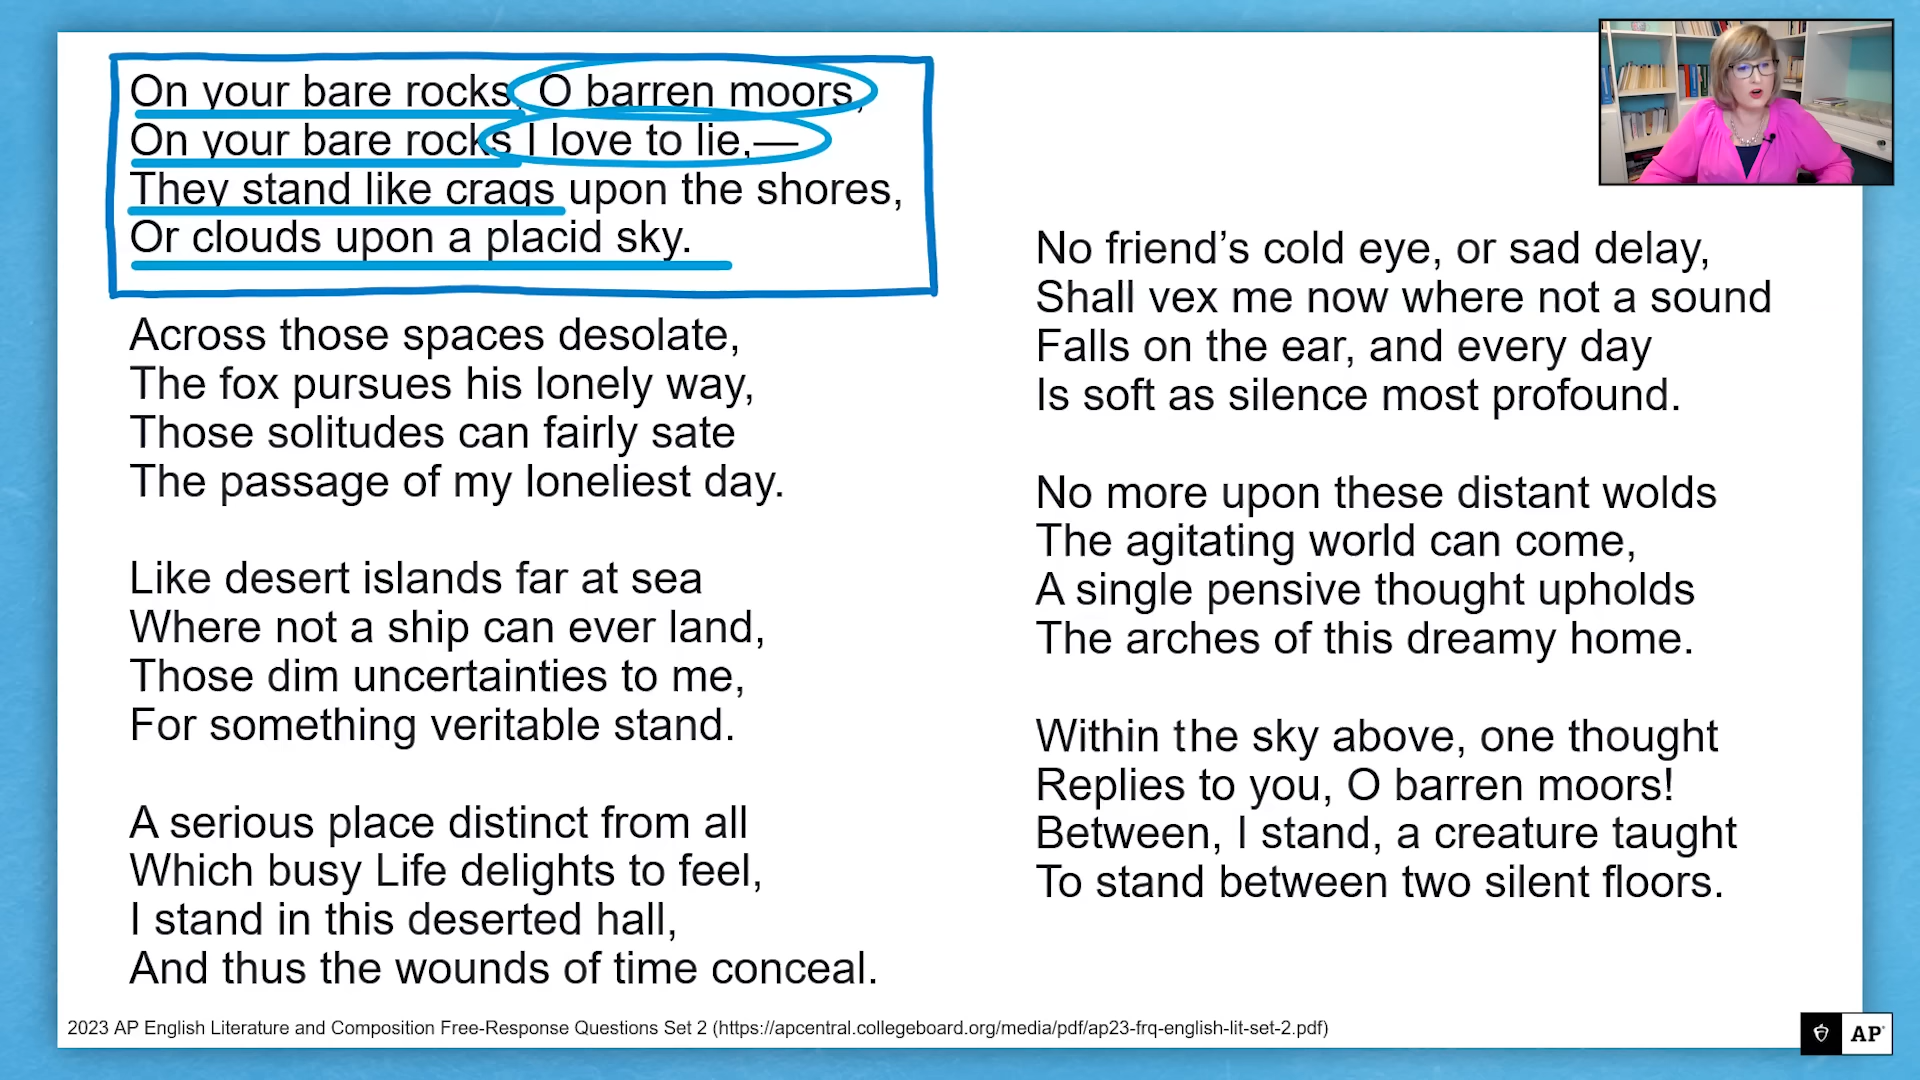 On your bare rocks, O barren moors,
On your bare rocks I love to lie,—
They stand like crags upon the shores,
Or clouds upon a placid sky.
Across those spaces desolate,
The fox pursues his lonely way,
Those solitudes can fairly sate
The passage of my loneliest day.
Like desert islands far at sea
Where not a ship can ever land,
Those dim uncertainties to me,
For something veritable stand.
A serious place distinct from all
Which busy Life delights to feel,
I stand in this deserted hall,
And thus the wounds of time conceal.
No friend’s cold eye, or sad delay,
Shall vex me now where not a sound
Falls on the ear, and every day
Is soft as silence most profound.
No more upon these distant wolds
The agitating world can come,
A single pensive thought upholds
The arches of this dreamy home.
Within the sky above, one thought
Replies to you, O barren moors!
Between, I stand, a creature taught
To stand between two silent floors.
2023 AP English Literature and Composition Free-Response Questions Set 2 (https://apcentral.collegeboard.org/media/pdf/ap23-frq-english-lit-set-2.pdf)
AP